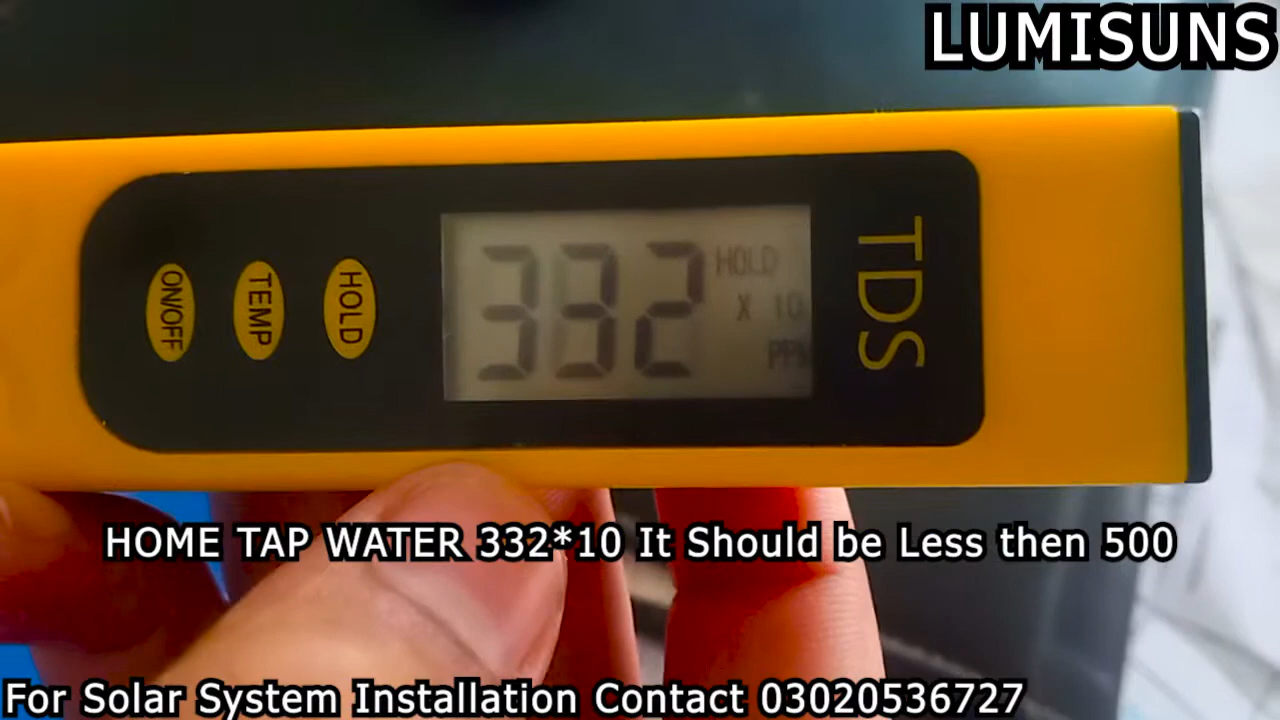 LUMISUNS
ON/OFF
TEMP
HOLD
332
HOLD
X 10
PPM
TDS
HOME TAP WATER 332*10 It Should be Less then 500
For Solar System Installation Contact 03020536727